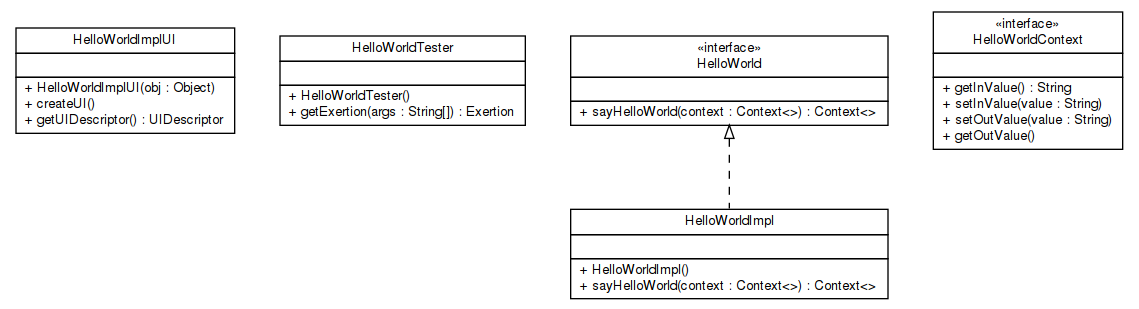 HelloWorldImplUI
+ HelloWorldImplUI(obj : Object)
+ createUI()
+ getUIDescriptor() : UIDescriptor
HelloWorldTester
+ HelloWorldTester()
+ getExertion(args : String[]) : Exertion
«interface»
HelloWorld
+ sayHelloWorld(context : Context<>) : Context<>
«interface»
HelloWorldContext
+ getInValue() : String
+ setInValue(value : String)
+ setOutValue(value : String)
+ getOutValue()
HelloWorldImpl
+ HelloWorldImpl()
+ sayHelloWorld(context : Context<>) : Context<>